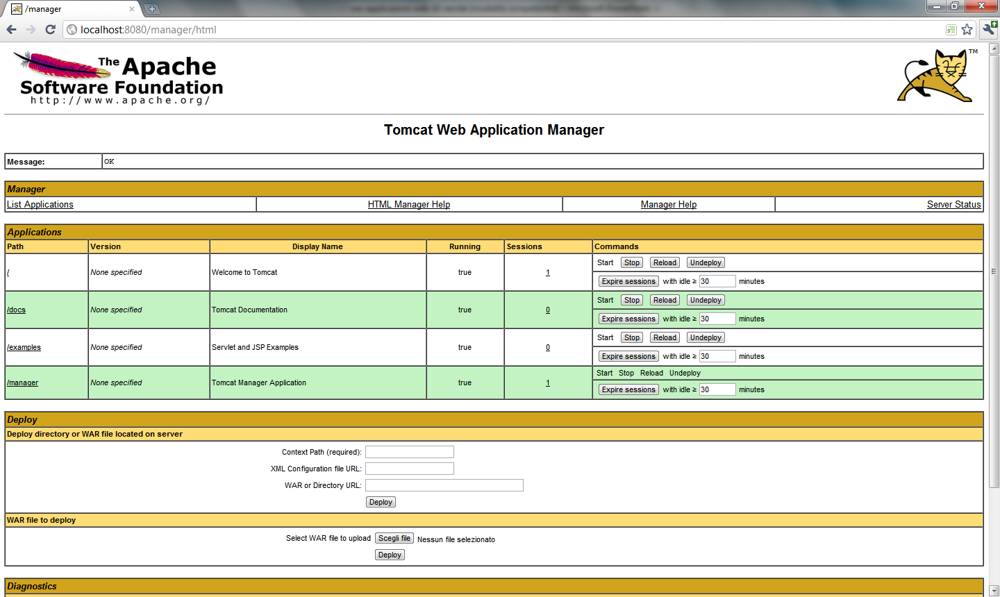 /manager
localhost:8080/manager/html
The Apache
Software Foundation
http://www.apache.org/
TM
Tomcat Web Application Manager
Message: OK
Manager
List Applications HTML Manager Help Manager Help Server Status
Applications
Path Version Display Name Running Sessions Commands
/ None specified Welcome to Tomcat true 1 Start Stop Reload Undeploy
Expire sessions with idle ≥ 30 minutes
/docs None specified Tomcat Documentation true 0 Start Stop Reload Undeploy
Expire sessions with idle ≥ 30 minutes
/examples None specified Servlet and JSP Examples true 0 Start Stop Reload Undeploy
Expire sessions with idle ≥ 30 minutes
/manager None specified Tomcat Manager Application true 1 Start Stop Reload Undeploy
Expire sessions with idle ≥ 30 minutes
Deploy
Deploy directory or WAR file located on server
Context Path (required):
XML Configuration file URL:
WAR or Directory URL:
Deploy
WAR file to deploy
Select WAR file to upload Scegli file Nessun file selezionato
Deploy
Diagnostics